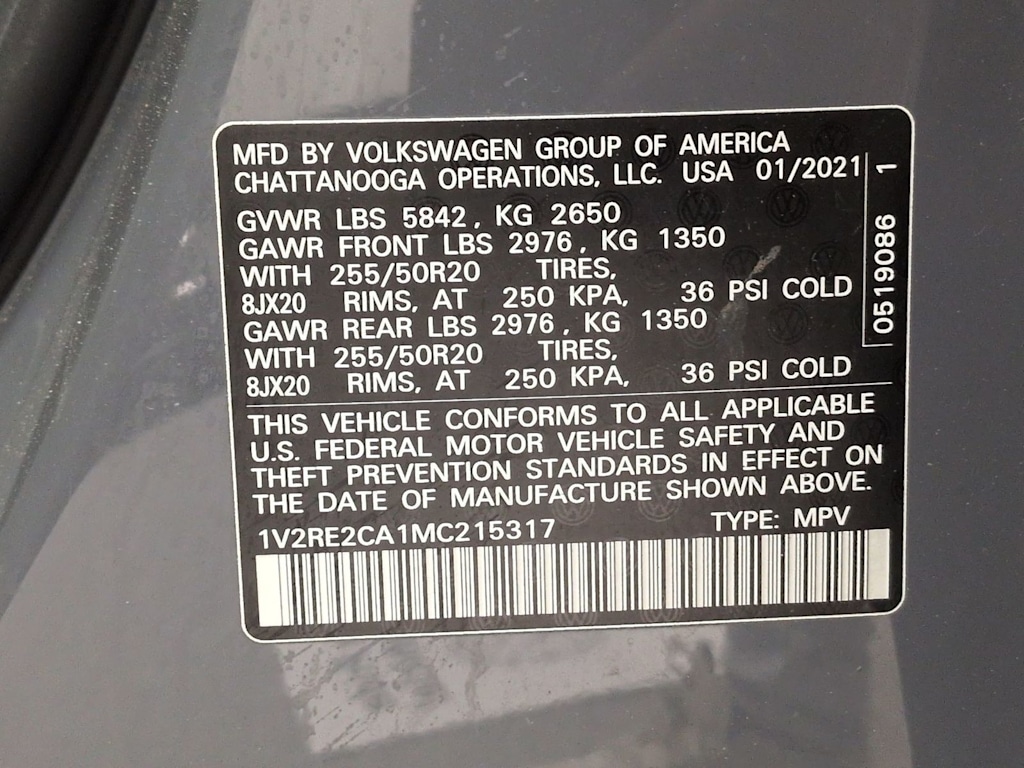 MFD BY VOLKSWAGEN GROUP OF AMERICA
CHATTANOOGA OPERATIONS, LLC. USA 01/2021
GVWR LBS 5842, KG 2650
GAWR FRONT LBS 2976, KG 1350
WITH 255/50R20 TIRES,
8JX20 RIMS, AT 250 KPA, 36 PSI COLD
GAWR REAR LBS 2976, KG 1350
WITH 255/50R20 TIRES,
8JX20 RIMS, AT 250 KPA, 36 PSI COLD
0519086 1
THIS VEHICLE CONFORMS TO ALL APPLICABLE
U.S. FEDERAL MOTOR VEHICLE SAFETY AND
THEFT PREVENTION STANDARDS IN EFFECT ON
THE DATE OF MANUFACTURE SHOWN ABOVE.
1V2RE2CA1MC215317 TYPE: MPV